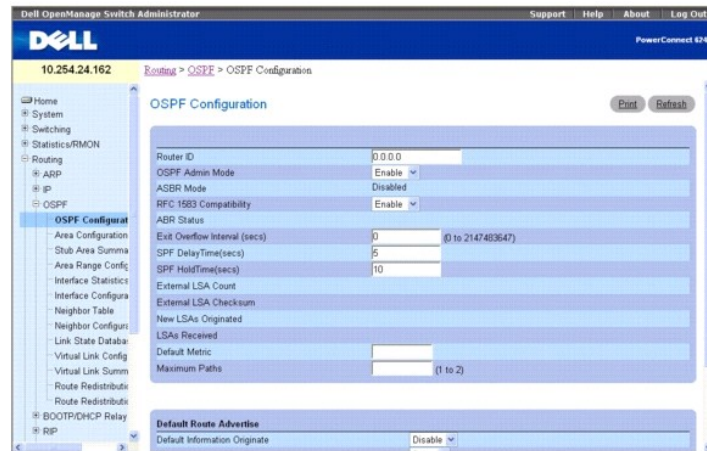 Dell OpenManage Switch Administrator Support Help About Log Out
DELL
PowerConnect 624
10.254.24.162
Routing > OSPF > OSPF Configuration
Home
System
Switching
Statistics/RMON
Routing
ARP
IP
OSPF
OSPF Configurat
Area Configuration
Stub Area Summa
Area Range Config
Interface Statistics
Interface Configura
Neighbor Table
Neighbor Configura
Link State Databas
Virtual Link Config
Virtual Link Summ
Route Redistributio
Route Redistributio
BOOTP/DHCP Relay
RIP
OSPF Configuration
Print Refresh
Router ID 0.0.0.0
OSPF Admin Mode Enable
ASBR Mode Disabled
RFC 1583 Compatibility Enable
ABR Status
Exit Overflow Interval (secs) 0 (0 to 2147483647)
SPF DelayTime(secs) 5
SPF HoldTime(secs) 10
External LSA Count
External LSA Checksum
New LSAs Originated
LSAs Received
Default Metric
Maximum Paths (1 to 2)
Default Route Advertise
Default Information Originate Disable